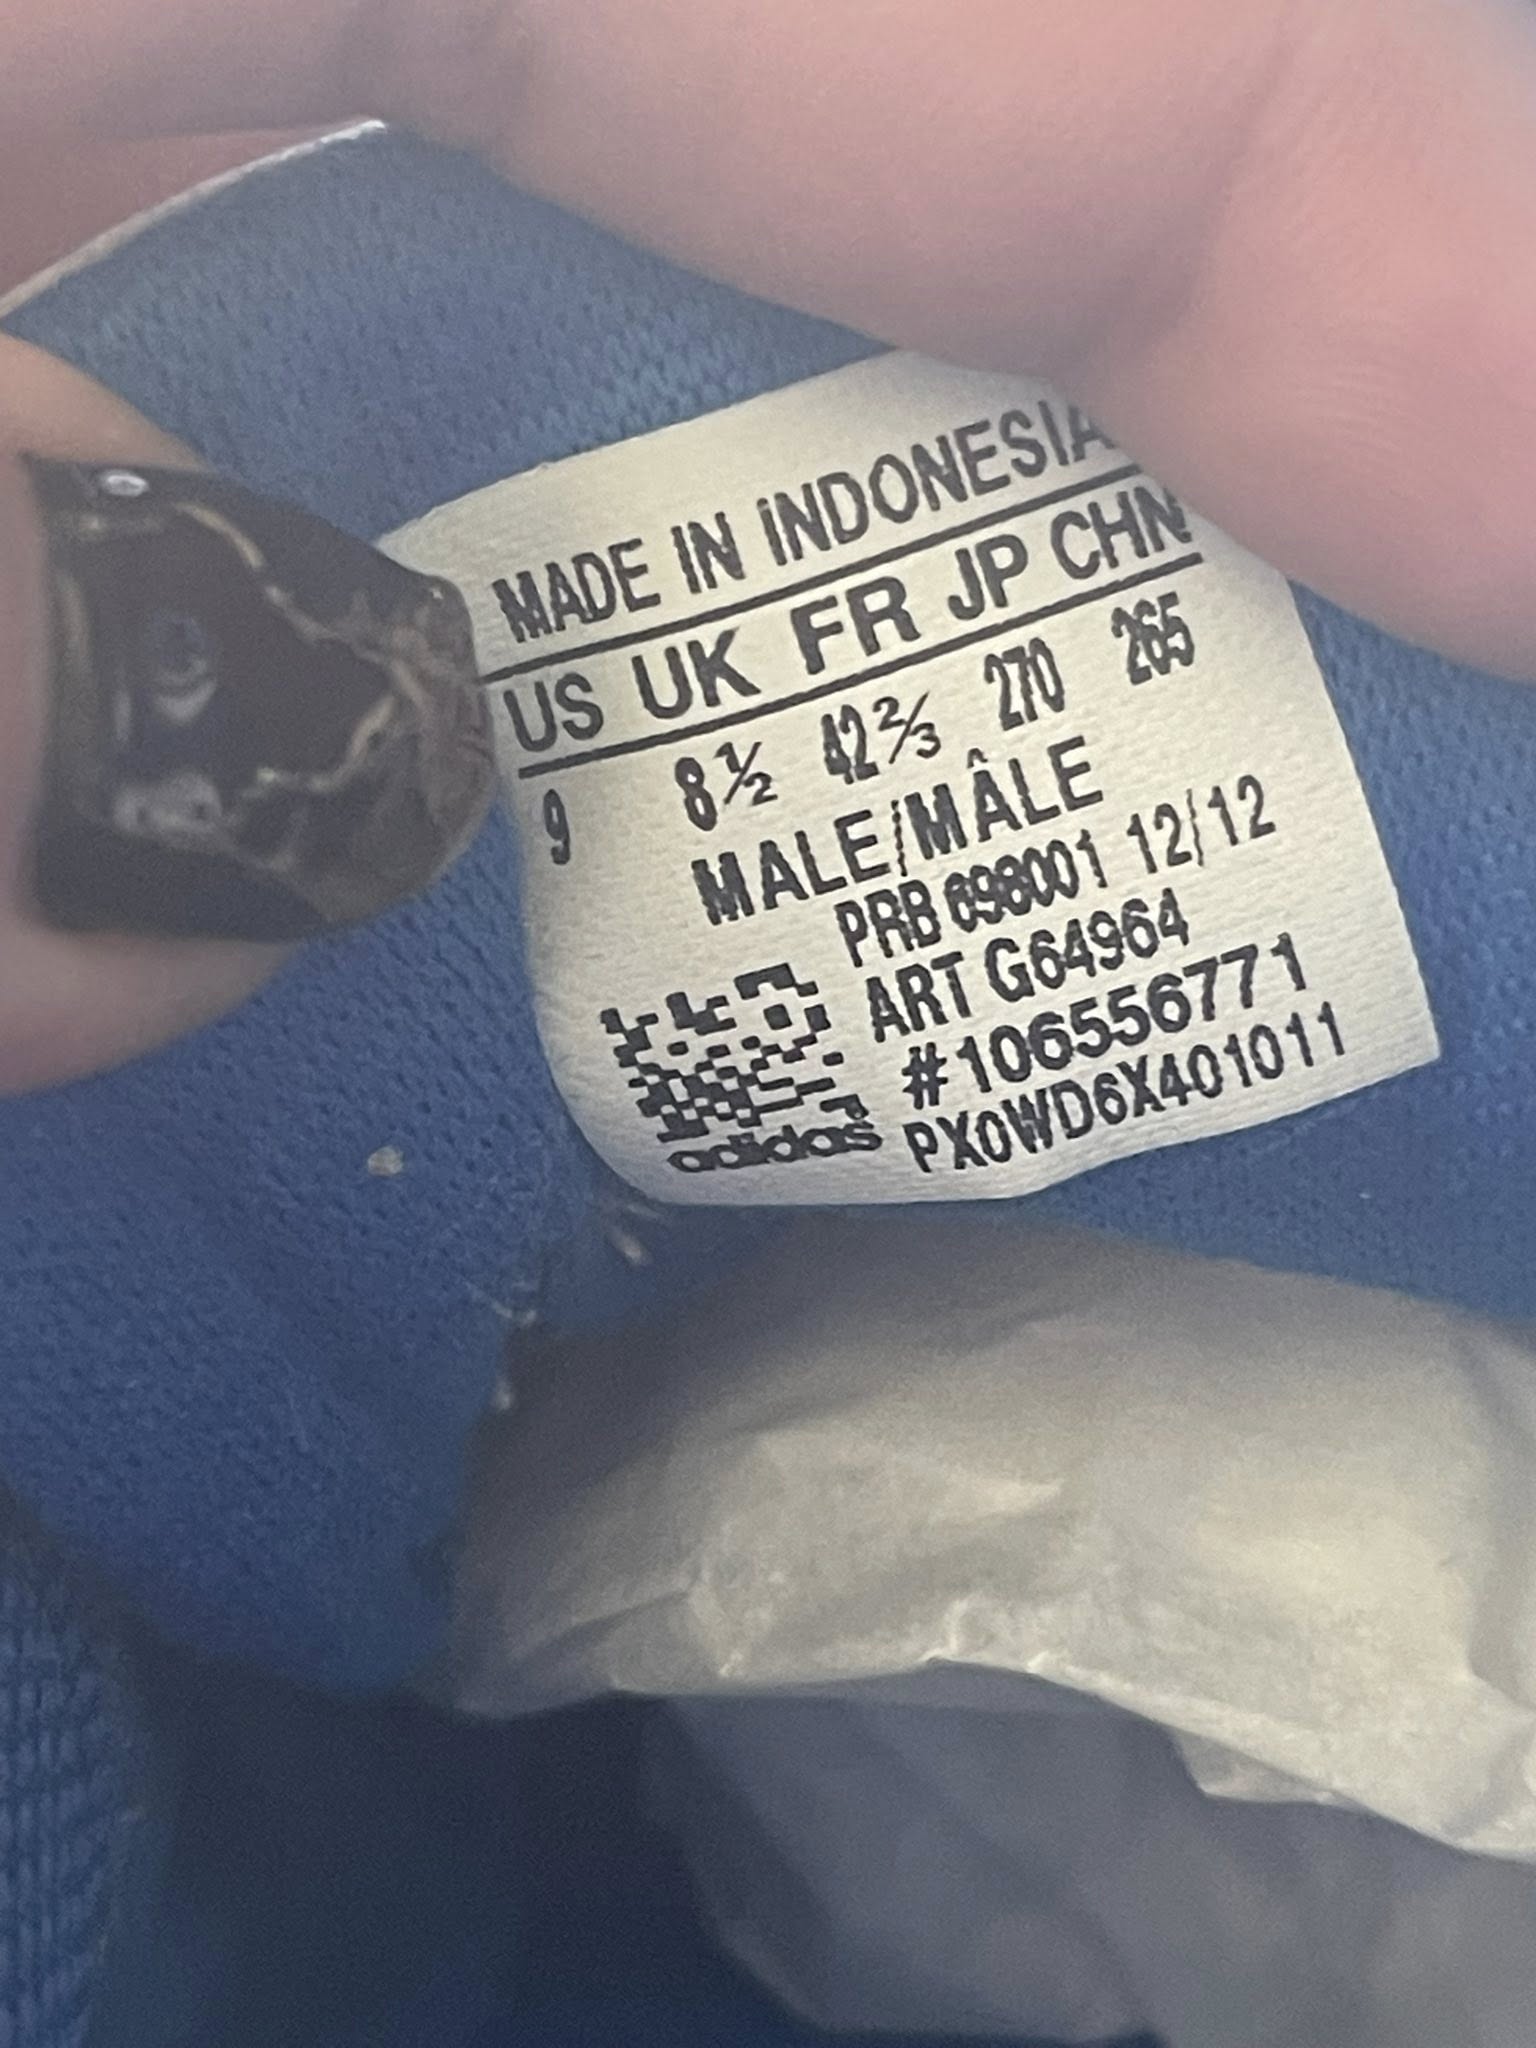 MADE IN INDONESIA
US UK FR JP CHN
9 8½ 42⅔ 270 265
MALE/MÂLE
PRB 698001 12/12
ART G64964
#106556771
PX0WD6X401011
adidas